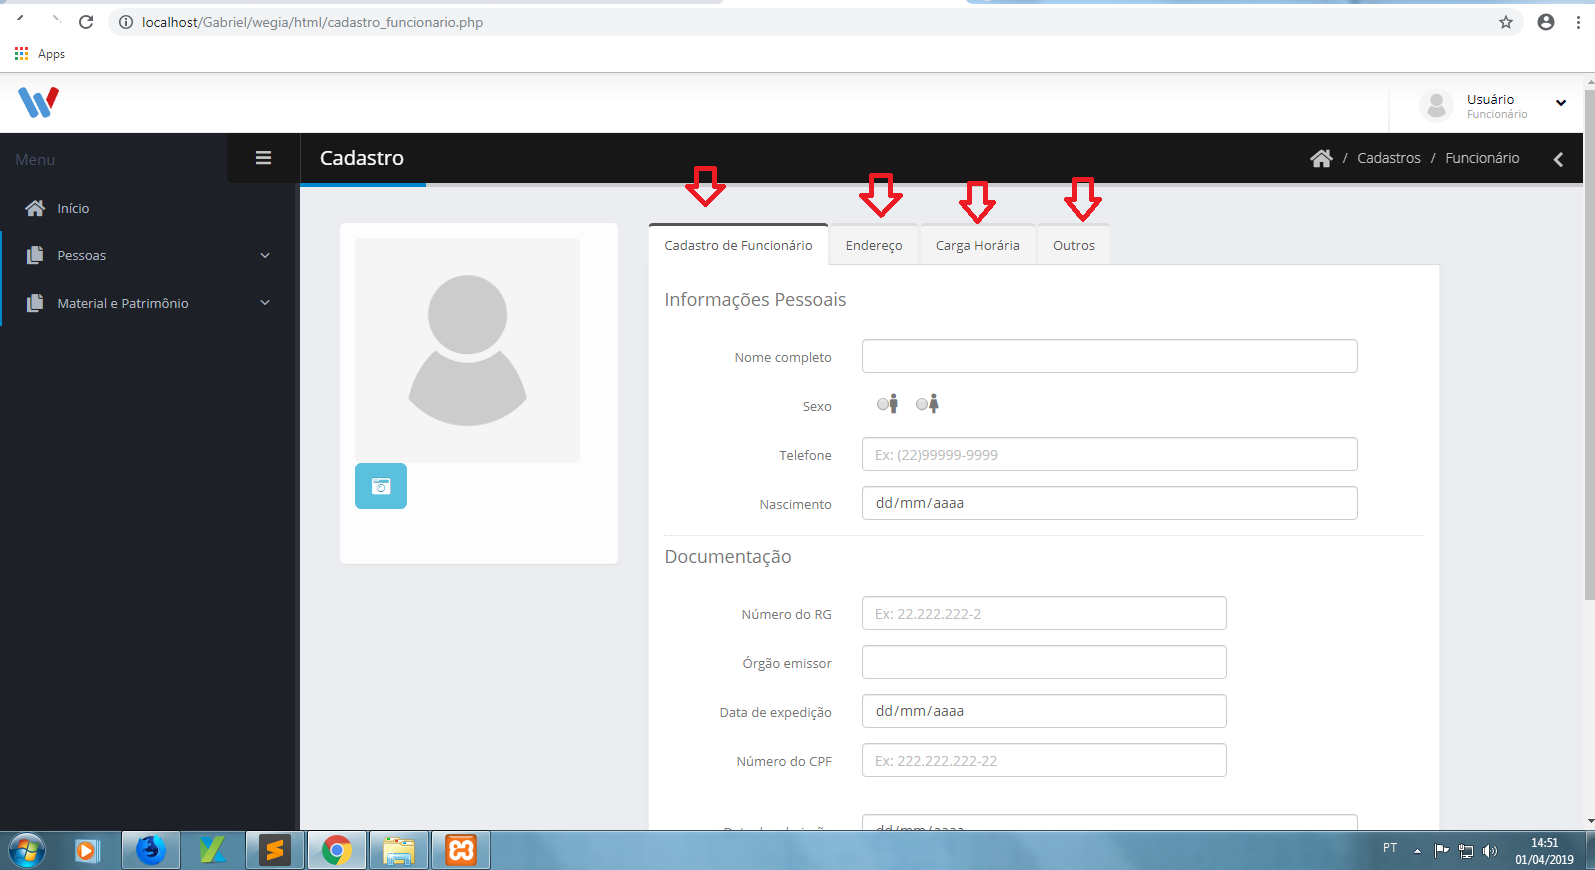 localhost/Gabriel/wegia/html/cadastro_funcionario.php
Apps
Usuário
Funcionário
Menu
Cadastro
/ Cadastros / Funcionário
Início
Pessoas
Material e Patrimônio
Cadastro de Funcionário
Endereço
Carga Horária
Outros
Informações Pessoais
Nome completo
Sexo
Telefone
Ex: (22)99999-9999
Nascimento
dd/mm/aaaa
Documentação
Número do RG
Ex: 22.222.222-2
Órgão emissor
Data de expedição
dd/mm/aaaa
Número do CPF
Ex: 222.222.222-22
dd/mm/aaaa
PT
14:51
01/04/2019